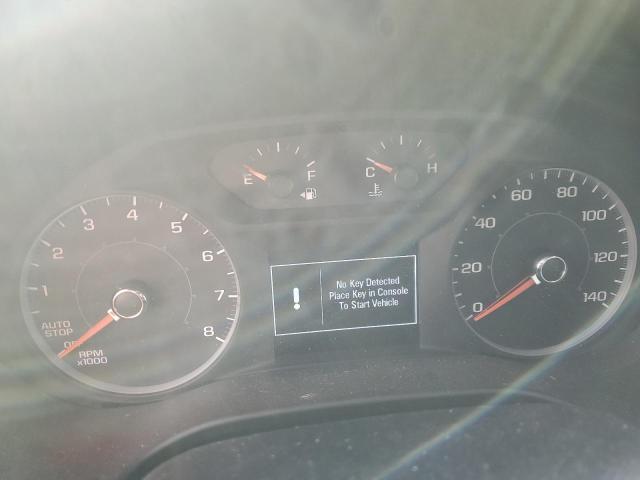 E F
C H
1 2 3 4 5 6 7 8
AUTO
STOP
OFF
RPM
x1000
!
No Key Detected
Place Key in Console
To Start Vehicle
0 20 40 60 80 100 120 140